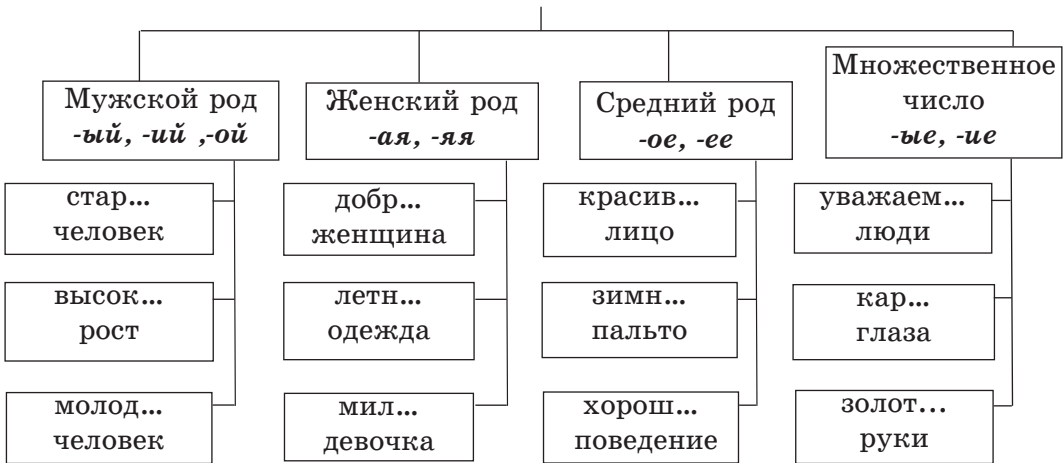 Мужской род
-ый, -ий ,-ой
стар...
человек
высок...
рост
молод...
человек
Женский род
-ая, -яя
добр...
женщина
летн...
одежда
мил...
девочка
Средний род
-ое, -ее
красив...
лицо
зимн...
пальто
хорош...
поведение
Множественное
число
-ые, -ие
уважаем...
люди
кар...
глаза
золот...
руки